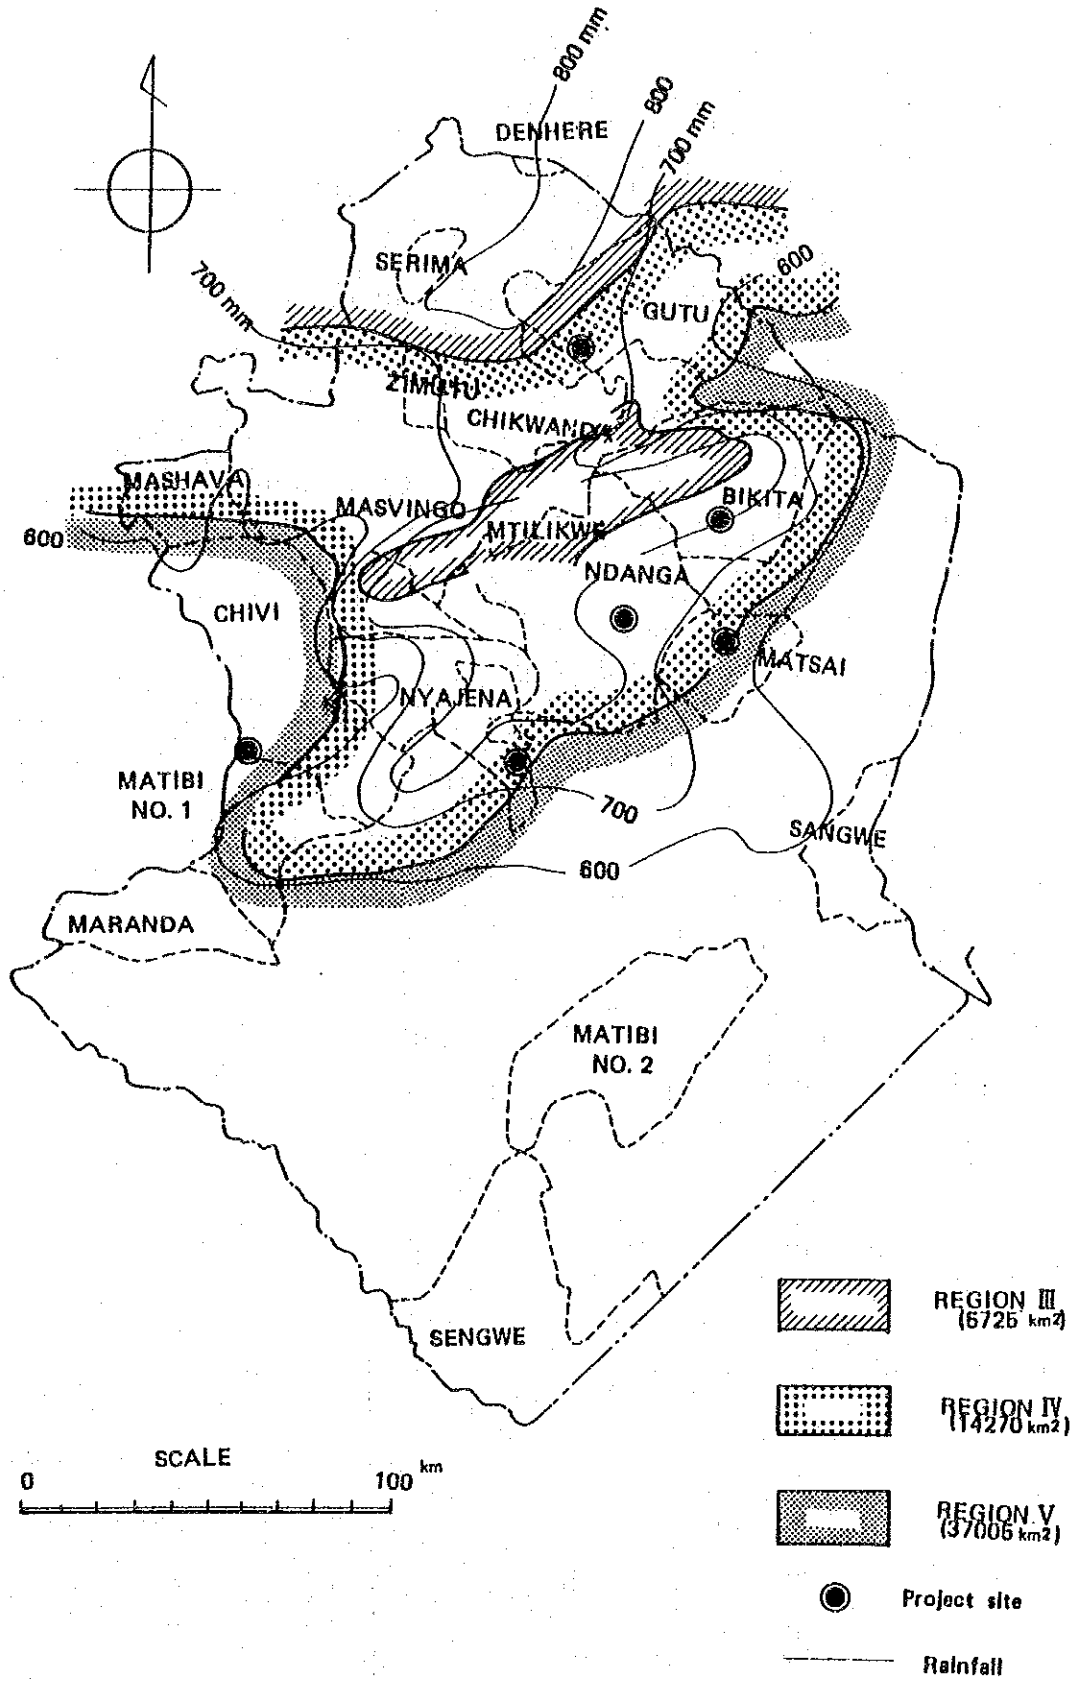 800 mm
800
700 mm
DENHERE
SERIMA
600
700 mm
GUTU
ZIMUTU
CHIKWANDA
MASHAVA
MASVINGO
BIKITA
600
MTILIKWE
NDANGA
CHIVI
MATSAI
NYAJENA
MATIBI
NO. 1
700
SANGWE
600
MARANDA
MATIBI
NO. 2
SENGWE
REGION III
(6725 km2)
REGION IV
(14270 km2)
SCALE
0
100 km
REGION V
(37005 km2)
Project site
Rainfall